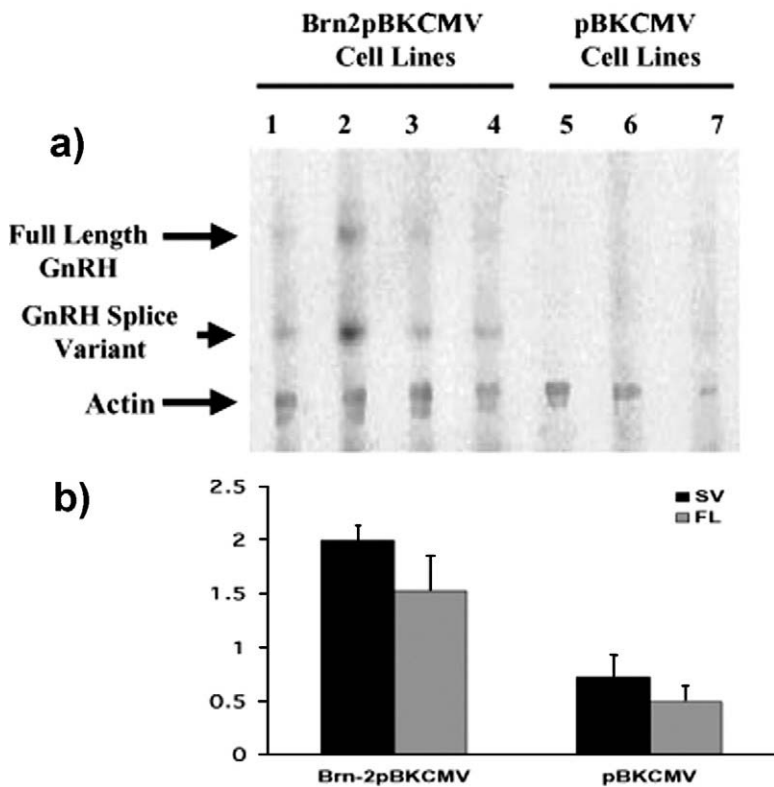 Brn2pBKCMV
Cell Lines
pBKCMV
Cell Lines
1 2 3 4 5 6 7
a)
Full Length
GnRH
GnRH Splice
Variant
Actin
b)
2.5
2
1.5
1
0.5
0
SV
FL
Brn-2pBKCMV
pBKCMV